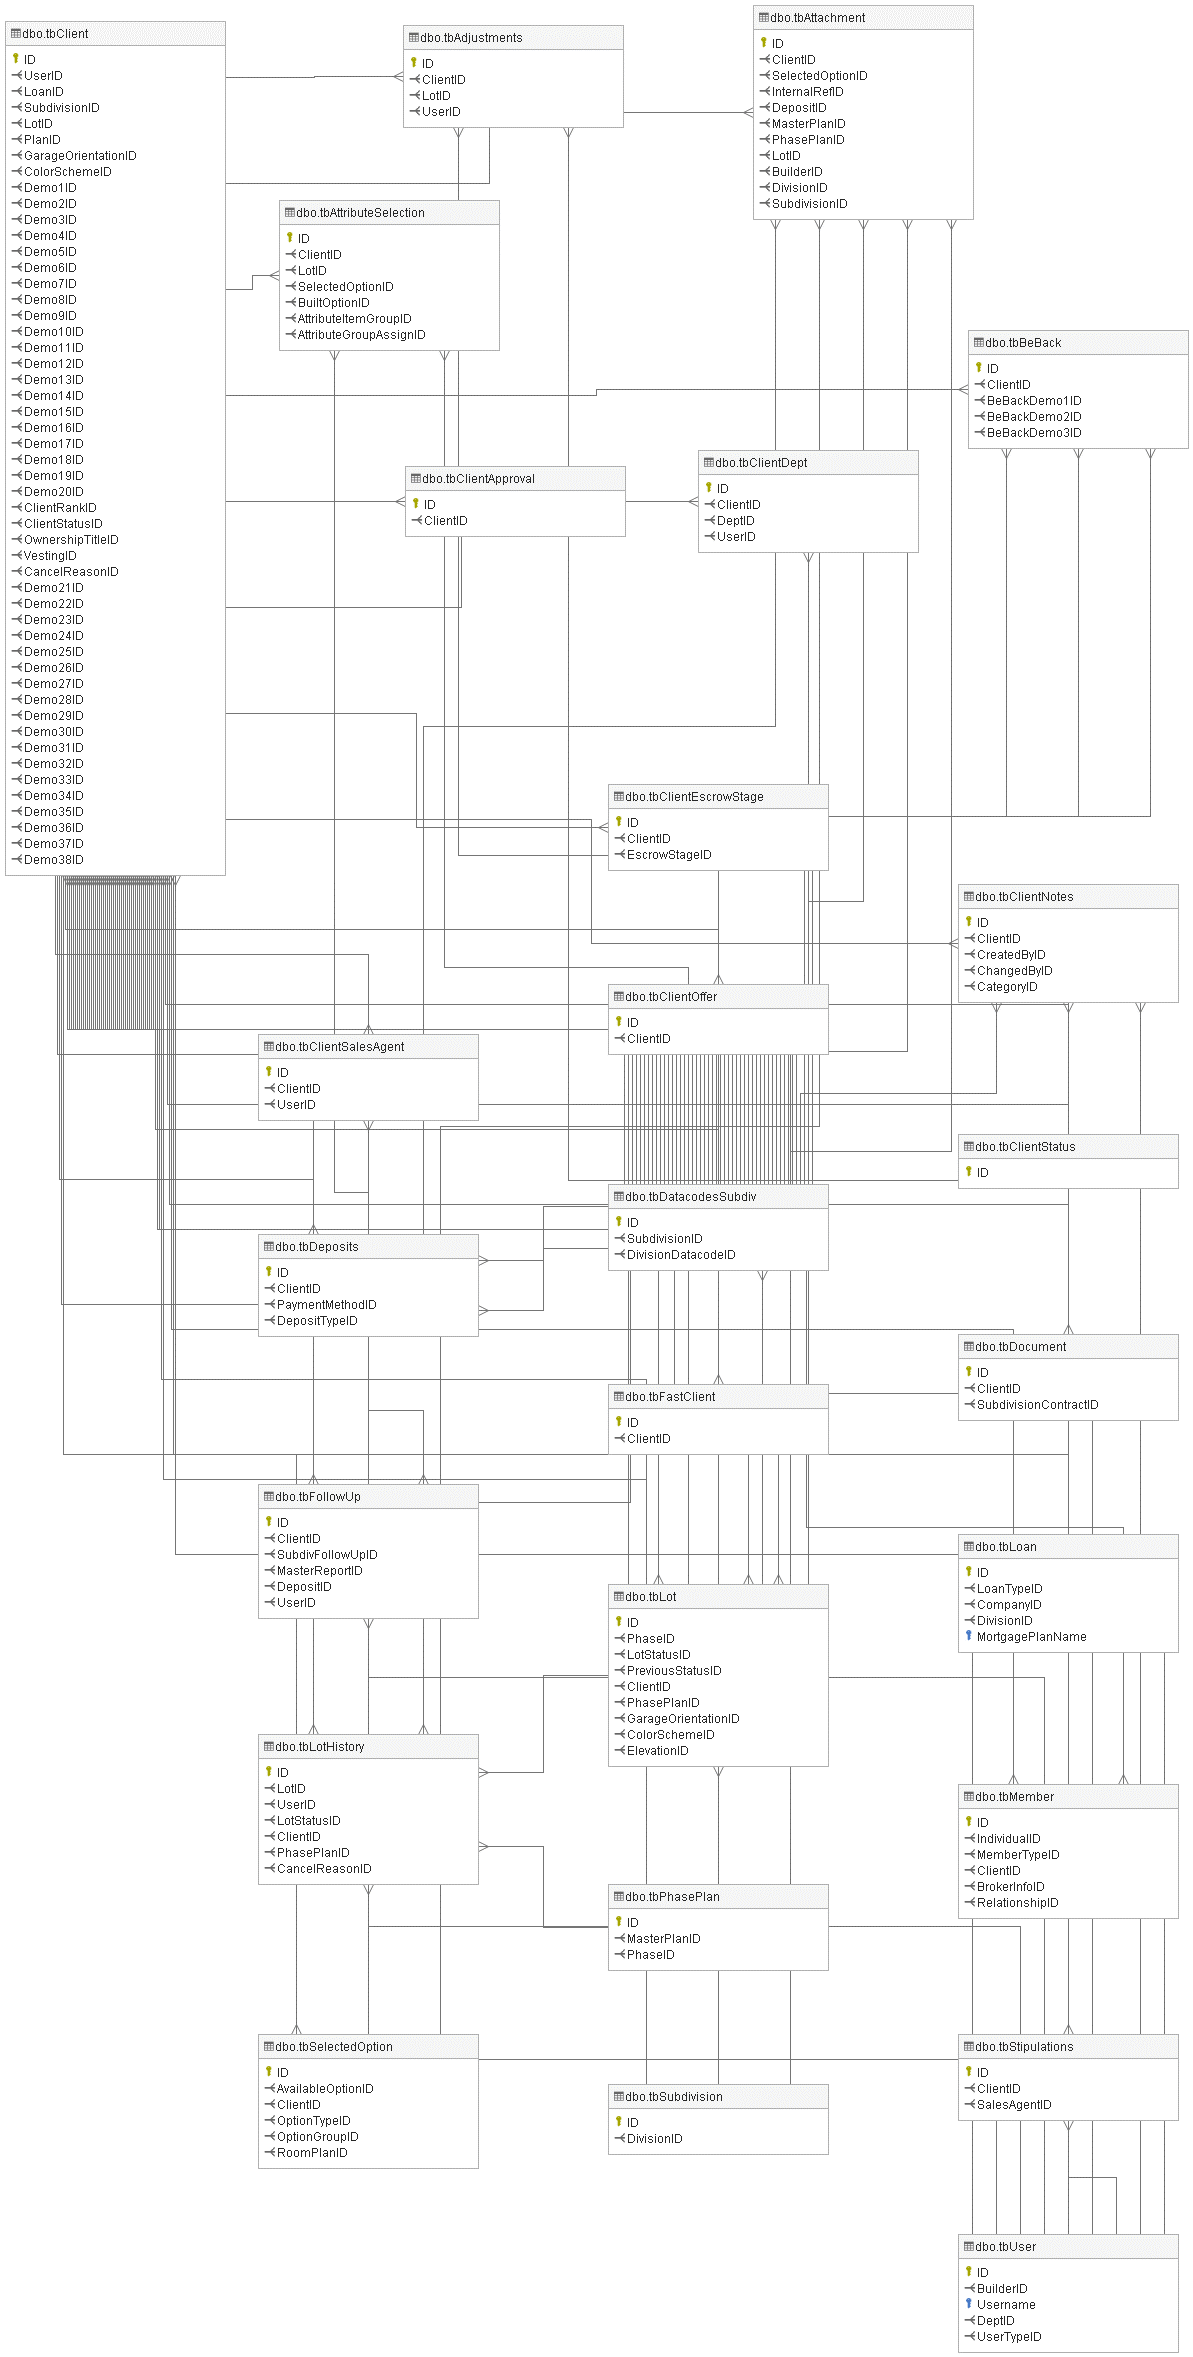 dbo.tbClient
ID
UserID
LoanID
SubdivisionID
LotID
PlanID
GarageOrientationID
ColorSchemeID
Demo1ID
Demo2ID
Demo3ID
Demo4ID
Demo5ID
Demo6ID
Demo7ID
Demo8ID
Demo9ID
Demo10ID
Demo11ID
Demo12ID
Demo13ID
Demo14ID
Demo15ID
Demo16ID
Demo17ID
Demo18ID
Demo19ID
Demo20ID
ClientRankID
ClientStatusID
OwnershipTitleID
VestingID
CancelReasonID
Demo21ID
Demo22ID
Demo23ID
Demo24ID
Demo25ID
Demo26ID
Demo27ID
Demo28ID
Demo29ID
Demo30ID
Demo31ID
Demo32ID
Demo33ID
Demo34ID
Demo35ID
Demo36ID
Demo37ID
Demo38ID
dbo.tbAdjustments
ID
ClientID
LotID
UserID
dbo.tbAttachment
ID
ClientID
SelectedOptionID
InternalRefID
DepositID
MasterPlanID
PhasePlanID
LotID
BuilderID
DivisionID
SubdivisionID
dbo.tbAttributeSelection
ID
ClientID
LotID
SelectedOptionID
BuiltOptionID
AttributeItemGroupID
AttributeGroupAssignID
dbo.tbBeBack
ID
ClientID
BeBackDemo1ID
BeBackDemo2ID
BeBackDemo3ID
dbo.tbClientApproval
ID
ClientID
dbo.tbClientDept
ID
ClientID
DeptID
UserID
dbo.tbClientEscrowStage
ID
ClientID
EscrowStageID
dbo.tbClientNotes
ID
ClientID
CreatedByID
ChangedByID
CategoryID
dbo.tbClientOffer
ID
ClientID
dbo.tbClientSalesAgent
ID
ClientID
UserID
dbo.tbClientStatus
ID
dbo.tbDatacodesSubdiv
ID
SubdivisionID
DivisionDatacodeID
dbo.tbDeposits
ID
ClientID
PaymentMethodID
DepositTypeID
dbo.tbDocument
ID
ClientID
SubdivisionContractID
dbo.tbFastClient
ID
ClientID
dbo.tbFollowUp
ID
ClientID
SubdivFollowUpID
MasterReportID
DepositID
UserID
dbo.tbLoan
ID
LoanTypeID
CompanyID
DivisionID
MortgagePlanName
dbo.tbLot
ID
PhaseID
LotStatusID
PreviousStatusID
ClientID
PhasePlanID
GarageOrientationID
ColorSchemeID
ElevationID
dbo.tbLotHistory
ID
LotID
UserID
LotStatusID
ClientID
PhasePlanID
CancelReasonID
dbo.tbMember
ID
IndividualID
MemberTypeID
ClientID
BrokerInfoID
RelationshipID
dbo.tbPhasePlan
ID
MasterPlanID
PhaseID
dbo.tbSelectedOption
ID
AvailableOptionID
ClientID
OptionTypeID
OptionGroupID
RoomPlanID
dbo.tbSubdivision
ID
DivisionID
dbo.tbStipulations
ID
ClientID
SalesAgentID
dbo.tbUser
ID
BuilderID
Username
DeptID
UserTypeID